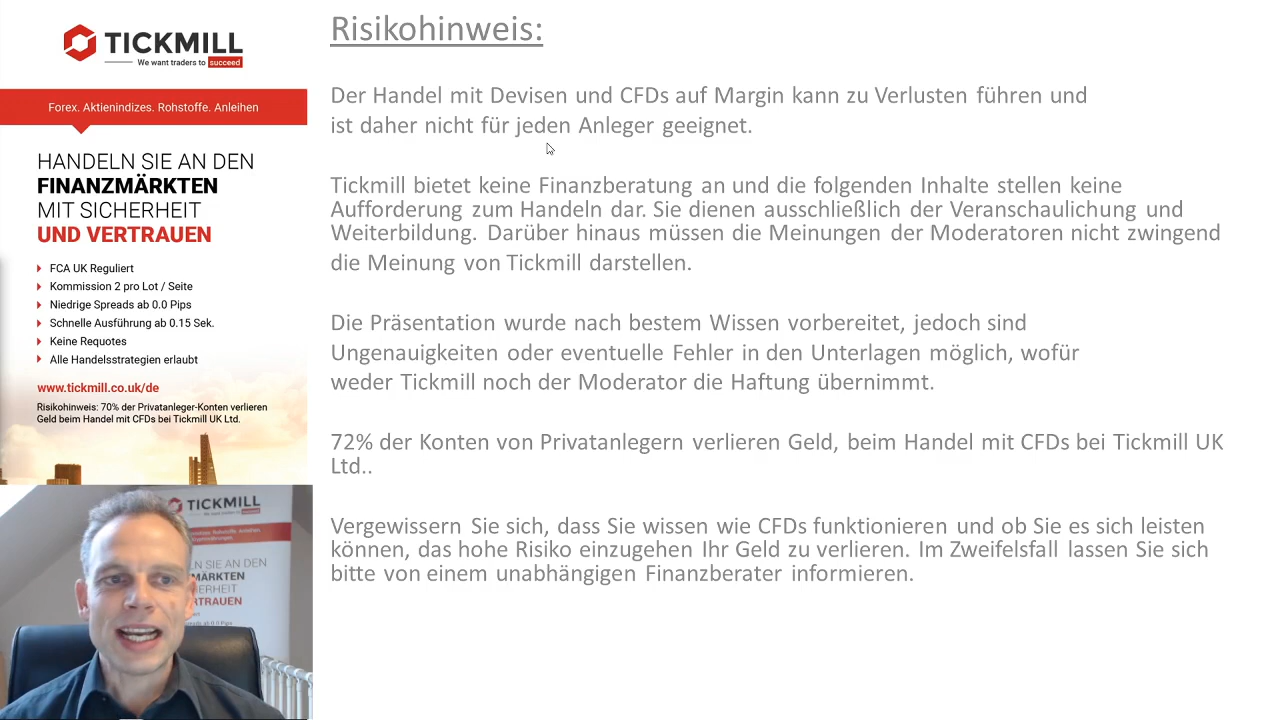 TICKMILL
We want traders to succeed
Forex. Aktienindizes. Rohstoffe. Anleihen
HANDELN SIE AN DEN
FINANZMÄRKTEN
MIT SICHERHEIT
UND VERTRAUEN
FCA UK Reguliert
Kommission 2 pro Lot / Seite
Niedrige Spreads ab 0.0 Pips
Schnelle Ausführung ab 0.15 Sek.
Keine Requotes
Alle Handelsstrategien erlaubt
www.tickmill.co.uk/de
Risikohinweis: 70% der Privatanleger-Konten verlieren
Geld beim Handel mit CFDs bei Tickmill UK Ltd.
TICKMILL
LN SIE AN DEN
MÄRKTEN
ERHEIT
RTRAUEN
ab 0.0 Pips
Risikohinweis:
Der Handel mit Devisen und CFDs auf Margin kann zu Verlusten führen und
ist daher nicht für jeden Anleger geeignet.
Tickmill bietet keine Finanzberatung an und die folgenden Inhalte stellen keine
Aufforderung zum Handeln dar. Sie dienen ausschließlich der Veranschaulichung und
Weiterbildung. Darüber hinaus müssen die Meinungen der Moderatoren nicht zwingend
die Meinung von Tickmill darstellen.
Die Präsentation wurde nach bestem Wissen vorbereitet, jedoch sind
Ungenauigkeiten oder eventuelle Fehler in den Unterlagen möglich, wofür
weder Tickmill noch der Moderator die Haftung übernimmt.
72% der Konten von Privatanlegern verlieren Geld, beim Handel mit CFDs bei Tickmill UK
Ltd..
Vergewissern Sie sich, dass Sie wissen wie CFDs funktionieren und ob Sie es sich leisten
können, das hohe Risiko einzugehen Ihr Geld zu verlieren. Im Zweifelsfall lassen Sie sich
bitte von einem unabhängigen Finanzberater informieren.